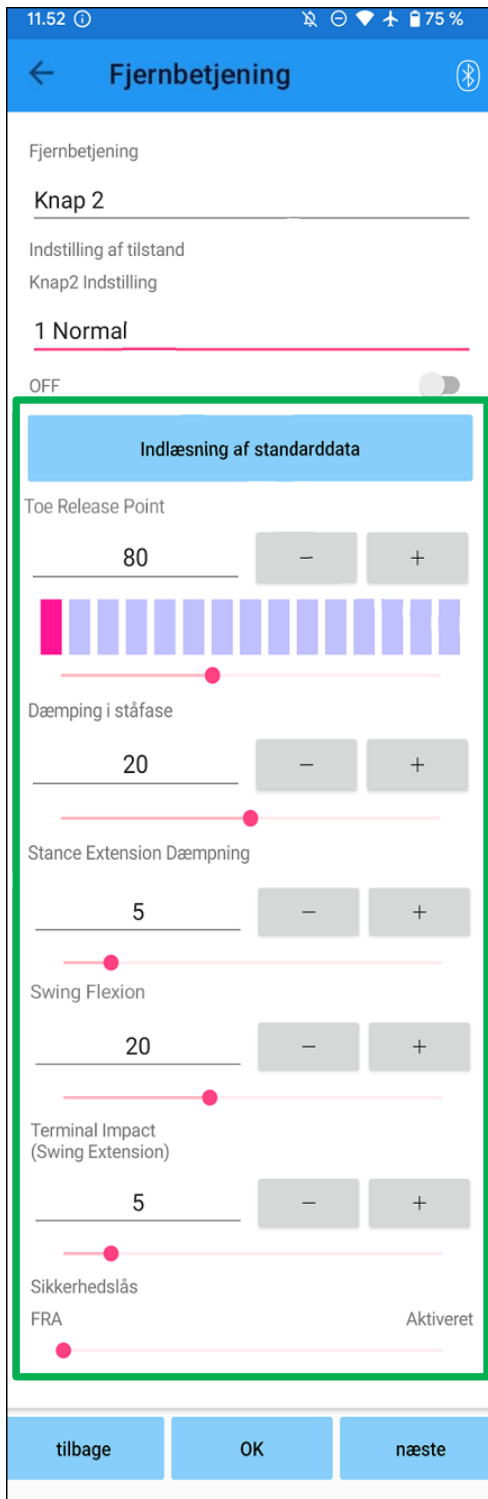 11.52
75 %
Fjernbetjening
Fjernbetjening
Knap 2
Indstilling af tilstand
Knap2 Indstilling
1 Normal
OFF
Indlæsning af standarddata
Toe Release Point
80 − +
Dæmping i ståfase
20 − +
Stance Extension Dæmpning
5 − +
Swing Flexion
20 − +
Terminal Impact
(Swing Extension)
5 − +
Sikkerhedslås
FRA Aktiveret
tilbage OK næste